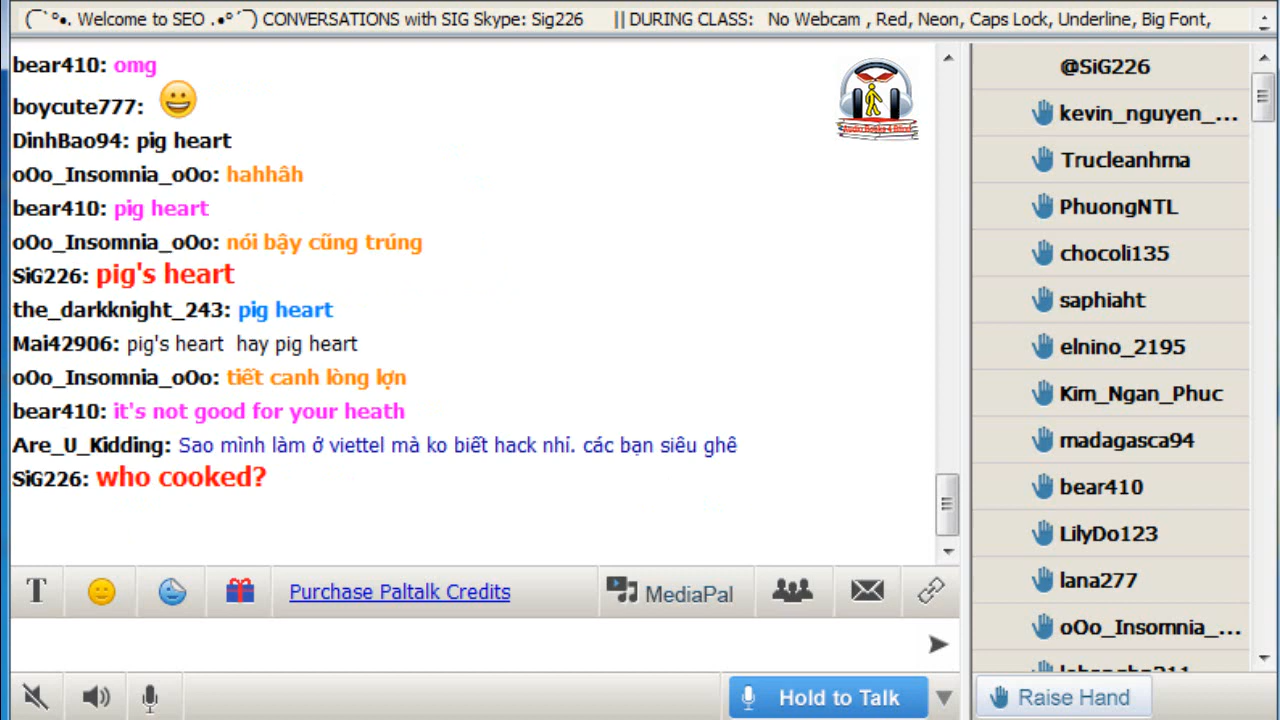 (¯`°•. Welcome to SEO .•°´¯) CONVERSATIONS with SIG Skype: Sig226 || DURING CLASS: No Webcam , Red, Neon, Caps Lock, Underline, Big Font,
bear410: omg
boycute777:
DinhBao94: pig heart
oOo_Insomnia_oOo: hahhâh
bear410: pig heart
oOo_Insomnia_oOo: nói bậy cũng trúng
SiG226: pig's heart
the_darkknight_243: pig heart
Mai42906: pig's heart hay pig heart
oOo_Insomnia_oOo: tiết canh lòng lợn
bear410: it's not good for your heath
Are_U_Kidding: Sao mình làm ở viettel mà ko biết hack nhỉ. các bạn siêu ghê
SiG226: who cooked?
T
Purchase Paltalk Credits
MediaPal
Hold to Talk
@SiG226
kevin_nguyen_...
Trucleanhma
PhuongNTL
chocoli135
saphiaht
elnino_2195
Kim_Ngan_Phuc
madagasca94
bear410
LilyDo123
lana277
oOo_Insomnia_...
Raise Hand